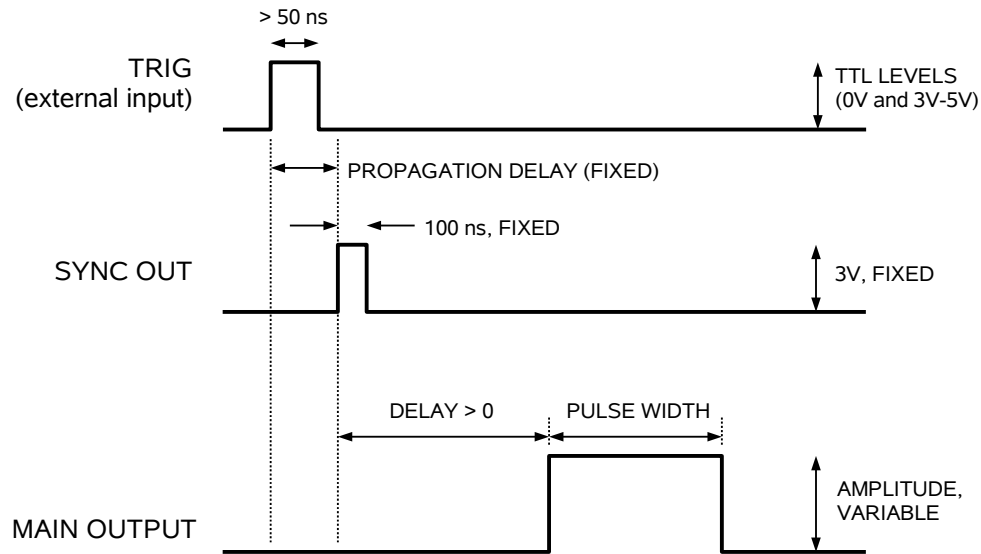 > 50 ns
TRIG
(external input)
TTL LEVELS
(0V and 3V-5V)
PROPAGATION DELAY (FIXED)
100 ns, FIXED
SYNC OUT
3V, FIXED
DELAY > 0
PULSE WIDTH
AMPLITUDE,
VARIABLE
MAIN OUTPUT